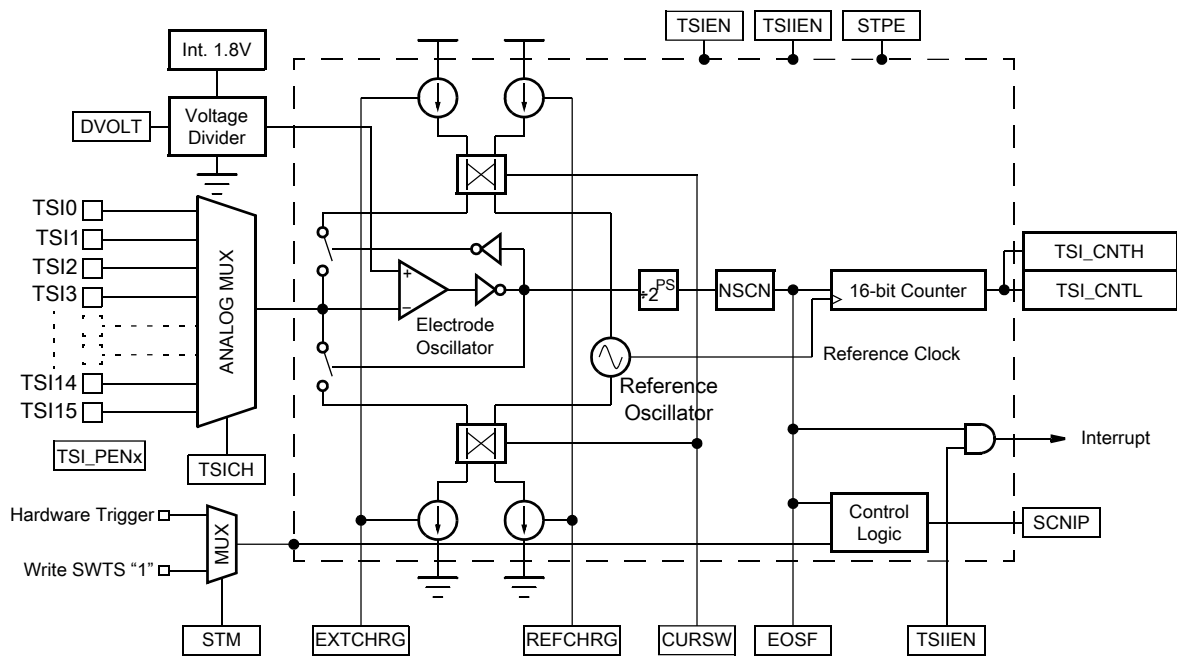 TSIEN
TSIIEN
STPE
Int. 1.8V
DVOLT
Voltage
Divider
TSI0
TSI1
TSI2
TSI3
TSI14
TSI15
ANALOG MUX
TSI_PENx
TSICH
+
−
Electrode
Oscillator
÷2^PS
NSCN
16-bit Counter
TSI_CNTH
TSI_CNTL
Reference Clock
Reference
Oscillator
Interrupt
Hardware Trigger
Write SWTS “1”
MUX
Control
Logic
SCNIP
STM
EXTCHRG
REFCHRG
CURSW
EOSF
TSIIEN